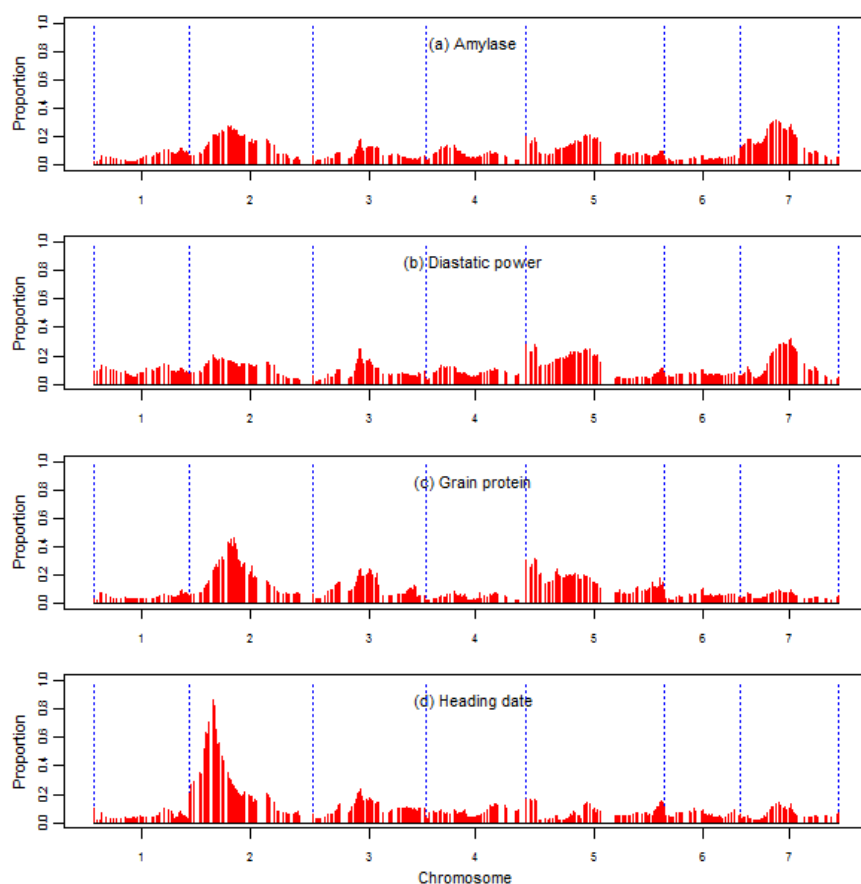 (a) Amylase
Proportion
0.0 0.2 0.4 0.6 0.8 1.0
1 2 3 4 5 6 7
(b) Diastatic power
Proportion
0.0 0.2 0.4 0.6 0.8 1.0
1 2 3 4 5 6 7
(c) Grain protein
Proportion
0.0 0.2 0.4 0.6 0.8 1.0
1 2 3 4 5 6 7
(d) Heading date
Proportion
0.0 0.2 0.4 0.6 0.8 1.0
1 2 3 4 5 6 7
Chromosome